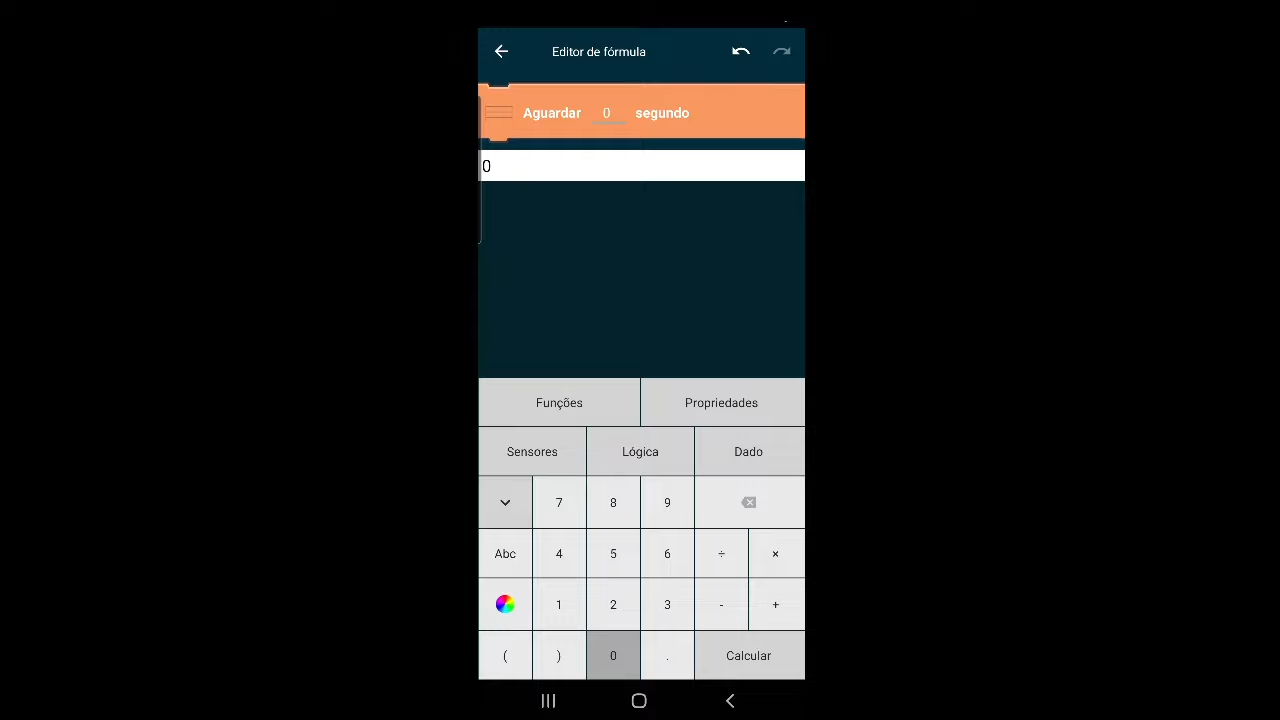 Editor de fórmula
Aguardar 0 segundo
0
Funções Propriedades
Sensores Lógica Dado
7 8 9
Abc 4 5 6 ÷ ×
1 2 3 - +
( ) 0 . Calcular